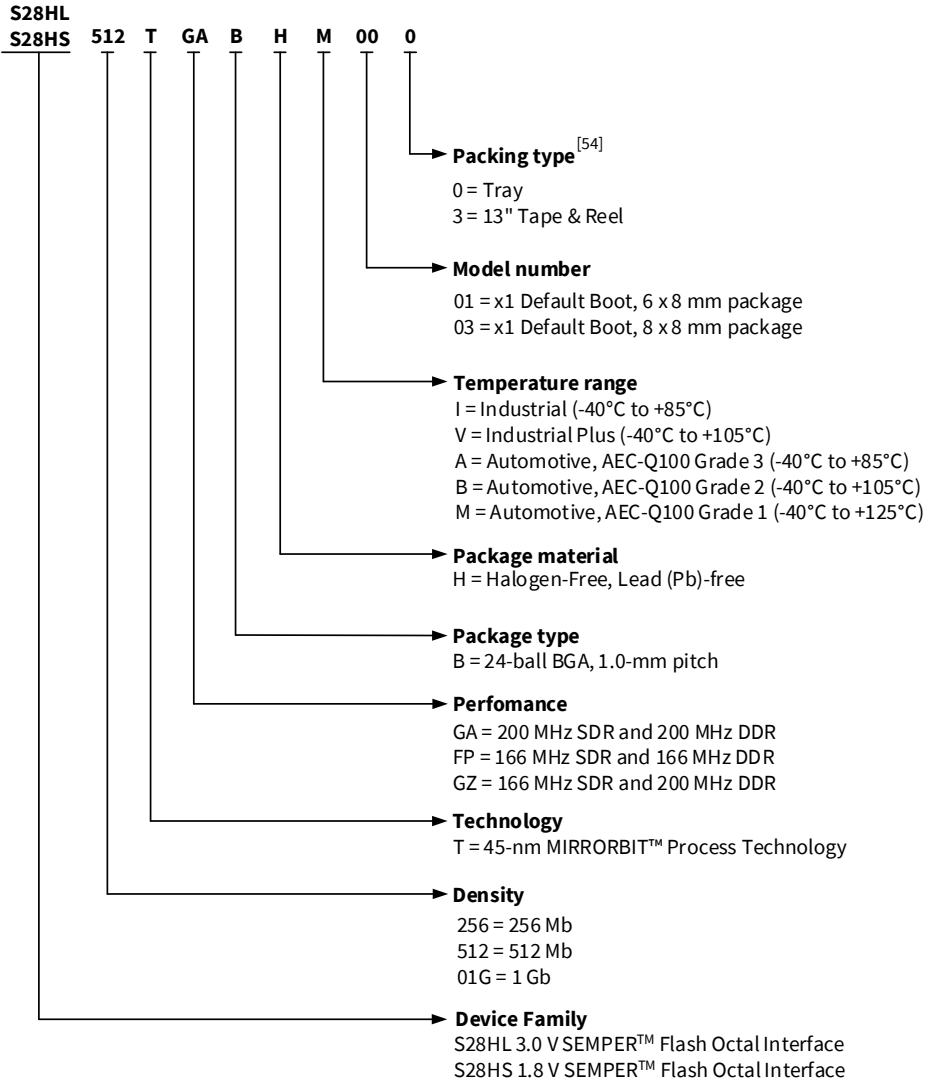 S28HL
S28HS 512 T GA B H M 00 0
Packing type[54]
0 = Tray
3 = 13" Tape & Reel
Model number
01 = x1 Default Boot, 6 x 8 mm package
03 = x1 Default Boot, 8 x 8 mm package
Temperature range
I = Industrial (-40°C to +85°C)
V = Industrial Plus (-40°C to +105°C)
A = Automotive, AEC-Q100 Grade 3 (-40°C to +85°C)
B = Automotive, AEC-Q100 Grade 2 (-40°C to +105°C)
M = Automotive, AEC-Q100 Grade 1 (-40°C to +125°C)
Package material
H = Halogen-Free, Lead (Pb)-free
Package type
B = 24-ball BGA, 1.0-mm pitch
Perfomance
GA = 200 MHz SDR and 200 MHz DDR
FP = 166 MHz SDR and 166 MHz DDR
GZ = 166 MHz SDR and 200 MHz DDR
Technology
T = 45-nm MIRRORBIT™ Process Technology
Density
256 = 256 Mb
512 = 512 Mb
01G = 1 Gb
Device Family
S28HL 3.0 V SEMPER™ Flash Octal Interface
S28HS 1.8 V SEMPER™ Flash Octal Interface